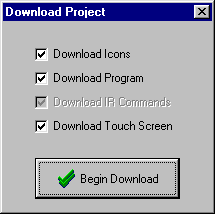 Download Project
Download Icons
Download Program
Download IR Commands
Download Touch Screen
Begin Download